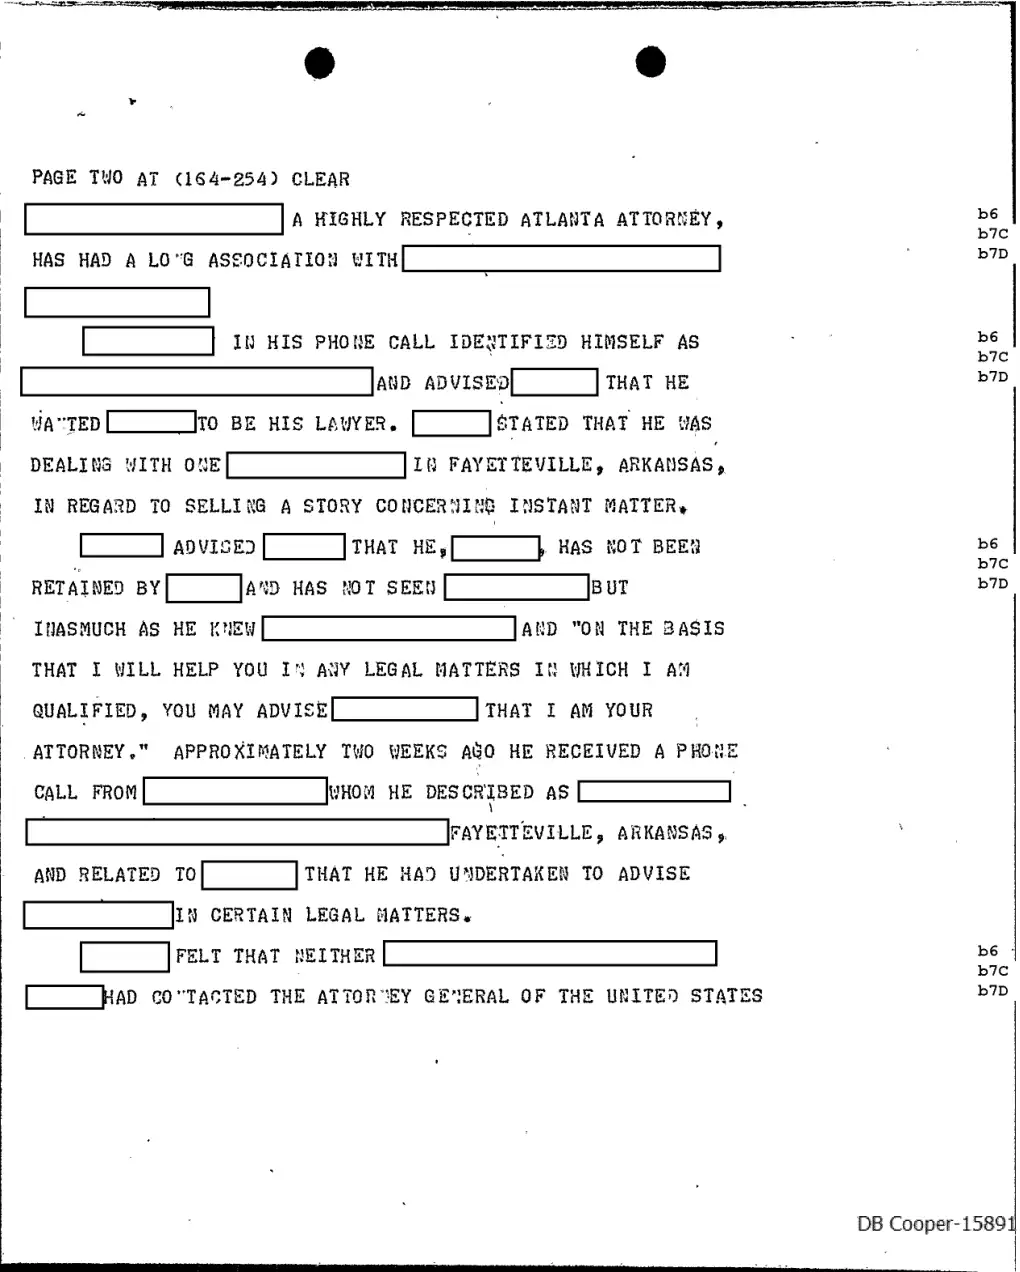 PAGE TWO AT (164-254) CLEAR
A HIGHLY RESPECTED ATLANTA ATTORNEY,
b6
b7C
HAS HAD A LONG ASSOCIATION WITH
b7D
IN HIS PHONE CALL IDENTIFIED HIMSELF AS
b6
b7C
AND ADVISED THAT HE
b7D
WANTED TO BE HIS LAWYER. STATED THAT HE WAS
DEALING WITH ONE IN FAYETTEVILLE, ARKANSAS,
IN REGARD TO SELLING A STORY CONCERNING INSTANT MATTER.
ADVISED THAT HE, , HAS NOT BEEN
b6
b7C
RETAINED BY AND HAS NOT SEEN BUT
b7D
INASMUCH AS HE KNEW AND "ON THE BASIS
THAT I WILL HELP YOU IN ANY LEGAL MATTERS IN WHICH I AM
QUALIFIED, YOU MAY ADVISE THAT I AM YOUR
ATTORNEY." APPROXIMATELY TWO WEEKS AGO HE RECEIVED A PHONE
CALL FROM WHOM HE DESCRIBED AS
FAYETTEVILLE, ARKANSAS,
AND RELATED TO THAT HE HAD UNDERTAKEN TO ADVISE
IN CERTAIN LEGAL MATTERS.
FELT THAT NEITHER
b6
b7C
HAD CONTACTED THE ATTORNEY GENERAL OF THE UNITED STATES
b7D
DB Cooper-15891